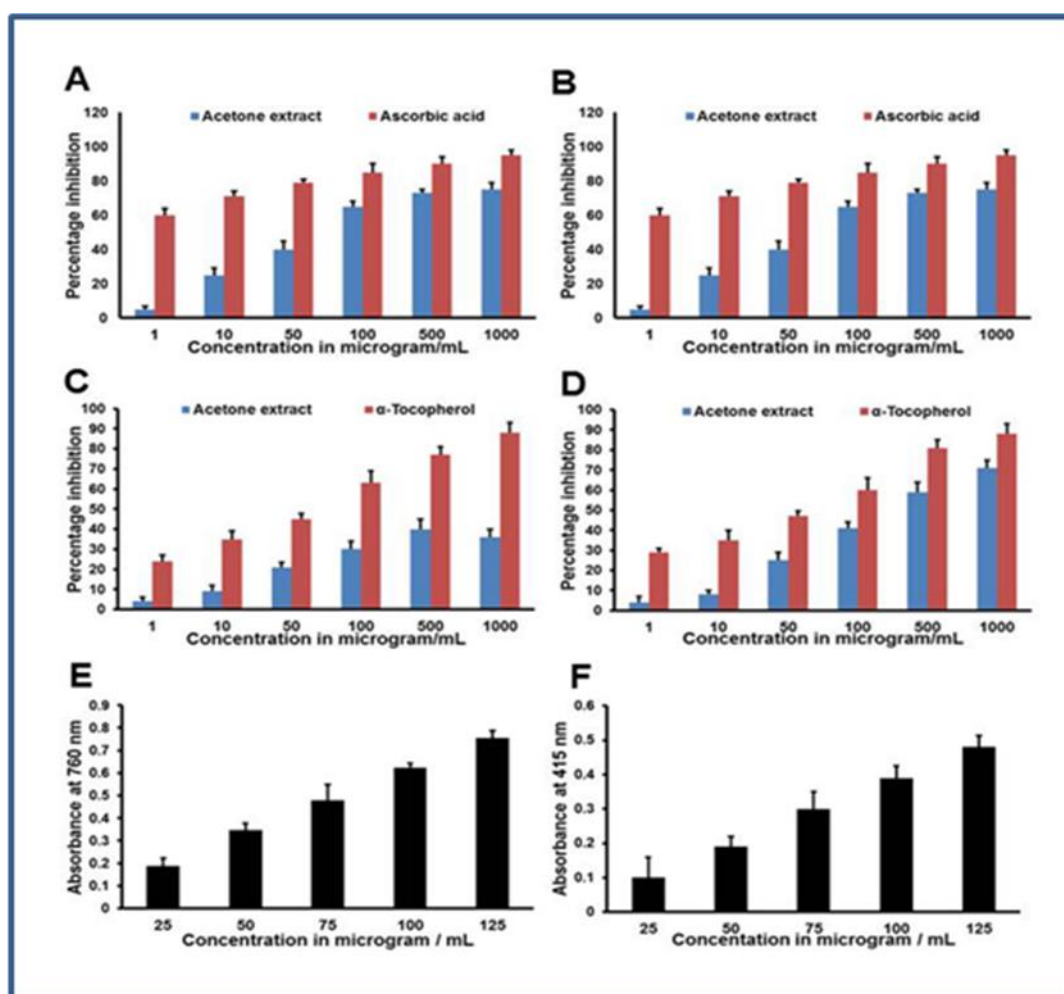 A
Acetone extract Ascorbic acid
Percentage inhibition
120
100
80
60
40
20
0
1 10 50 100 500 1000
Concentration in microgram/mL
B
Acetone extract Ascorbic acid
Percentage inhibition
120
100
80
60
40
20
0
1 10 50 100 500 1000
Concentration in microgram/mL
C
Acetone extract α-Tocopherol
Percentage inhibtion
100
90
80
70
60
50
40
30
20
10
0
1 10 50 100 500 1000
Concentration in microgram/mL
D
Acetone extract α-Tocopherol
Percentage inhibition
100
90
80
70
60
50
40
30
20
10
0
1 10 50 100 500 1000
Concentration in microgram/mL
E
Absorbance at 760 nm
0.9
0.8
0.7
0.6
0.5
0.4
0.3
0.2
0.1
0
25 50 75 100 125
Concentration in microgram / mL
F
Absorbance at 415 nm
0.6
0.5
0.4
0.3
0.2
0.1
0
25 50 75 100 125
Concentation in microgram / mL